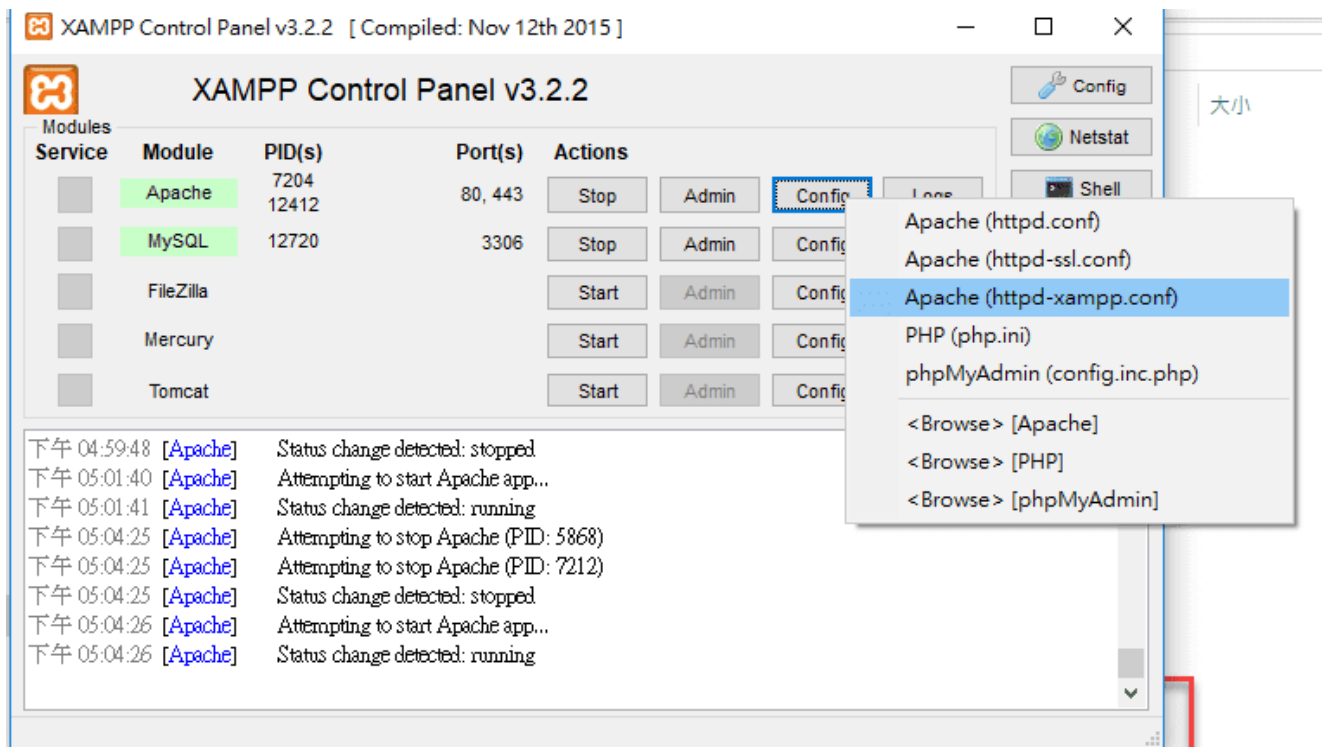 XAMPP Control Panel v3.2.2 [ Compiled: Nov 12th 2015 ]
XAMPP Control Panel v3.2.2
Config
大小
Modules
Netstat
Service Module PID(s) Port(s) Actions
Shell
Apache 7204 12412 80, 443 Stop Admin Config Logs
MySQL 12720 3306 Stop Admin Config
FileZilla Start Admin Config
Mercury Start Admin Config
Tomcat Start Admin Config
Apache (httpd.conf)
Apache (httpd-ssl.conf)
Apache (httpd-xampp.conf)
PHP (php.ini)
phpMyAdmin (config.inc.php)
<Browse> [Apache]
<Browse> [PHP]
<Browse> [phpMyAdmin]
下午 04:59:48 [Apache] Status change detected: stopped
下午 05:01:40 [Apache] Attempting to start Apache app...
下午 05:01:41 [Apache] Status change detected: running
下午 05:04:25 [Apache] Attempting to stop Apache (PID: 5868)
下午 05:04:25 [Apache] Attempting to stop Apache (PID: 7212)
下午 05:04:25 [Apache] Status change detected: stopped
下午 05:04:26 [Apache] Attempting to start Apache app...
下午 05:04:26 [Apache] Status change detected: running